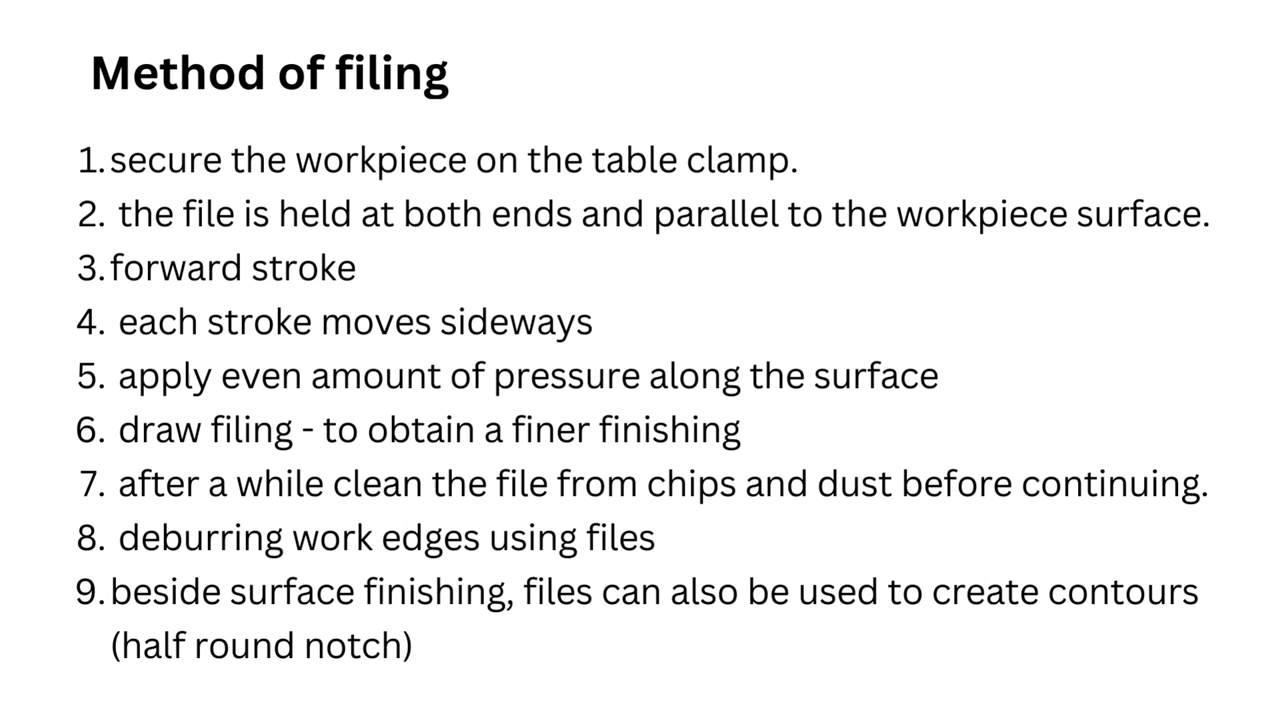 Method of filing
1. secure the workpiece on the table clamp.
2. the file is held at both ends and parallel to the workpiece surface.
3. forward stroke
4. each stroke moves sideways
5. apply even amount of pressure along the surface
6. draw filing - to obtain a finer finishing
7. after a while clean the file from chips and dust before continuing.
8. deburring work edges using files
9. beside surface finishing, files can also be used to create contours
(half round notch)